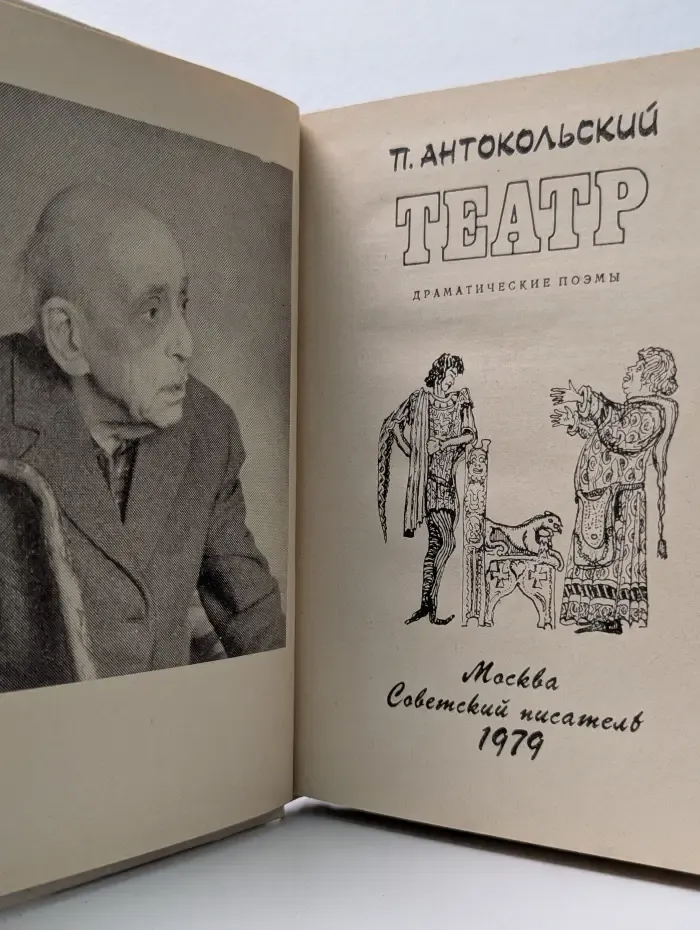 П. АНТОКОЛЬСКИЙ
ТЕАТР
ДРАМАТИЧЕСКИЕ ПОЭМЫ
Москва
Советский писатель
1979